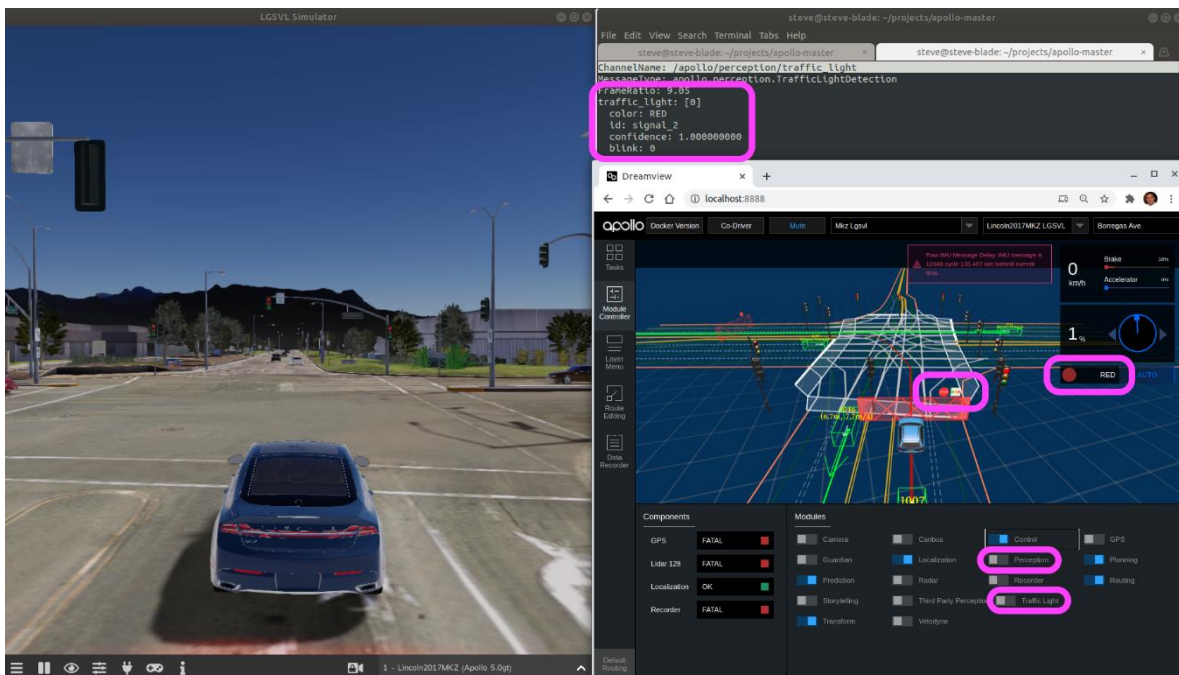 LGSVL Simulator
1 - Lincoln2017MKZ (Apollo 5.0gt)
steve@steve-blade: ~/projects/apollo-master
File Edit View Search Terminal Tabs Help
steve@steve-blade: ~/projects/apollo-master × steve@steve-blade: ~/projects/apollo-master ×
ChannelName: /apollo/perception/traffic_light
MessageType: apollo.perception.TrafficLightDetection
FrameRatio: 9.05
traffic_light: [0]
color: RED
id: signal_2
confidence: 1.000000000
blink: 0
Dreamview × +
localhost:8888
apollo Docker Version Co-Driver Mute Mkz Lgsvl Lincoln2017MKZ LGSVL Borregas Ave
Tasks
Module Controller
Layer Menu
Route Editing
Data Recorder
Default Routing
0 km/h
Brake 10%
Accelerator 0%
1 %
RED AUTO
1007
Components
GPS FATAL
Lidar 128 FATAL
Localization OK
Recorder FATAL
Modules
Camera Canbus Control GPS
Guardian Localization Perception Planning
Prediction Radar Recorder Routing
Storytelling Third Party Perception Traffic Light
Transform Velodyne